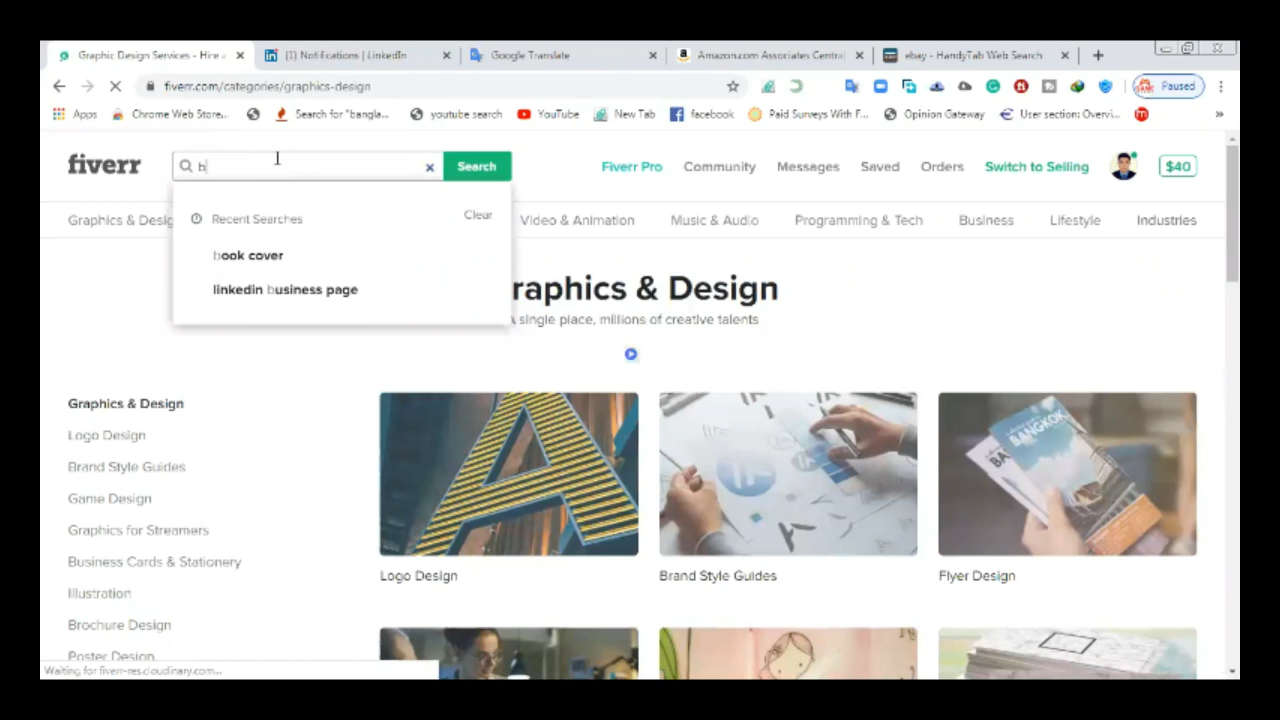 Graphic Design Services - Hire a
(1) Notifications | LinkedIn
Google Translate
Amazon.com Associates Central
ebay - HandyTab Web Search
fiverr.com/categories/graphics-design
Paused
Apps
Chrome Web Store...
Search for "bangla...
youtube search
YouTube
New Tab
facebook
Paid Surveys With F...
Opinion Gateway
User section: Overvi...
»
fiverr
b
Search
Fiverr Pro
Community
Messages
Saved
Orders
Switch to Selling
$40
Recent Searches
Clear
book cover
linkedin business page
Graphics & Desig
Video & Animation
Music & Audio
Programming & Tech
Business
Lifestyle
Industries
raphics & Design
A single place, millions of creative talents
Graphics & Design
Logo Design
Brand Style Guides
Game Design
Graphics for Streamers
Business Cards & Stationery
Illustration
Brochure Design
Poster Design
A
BANGKOK
BA
Logo Design
Brand Style Guides
Flyer Design
Waiting for fiverr-res.cloudinary.com...